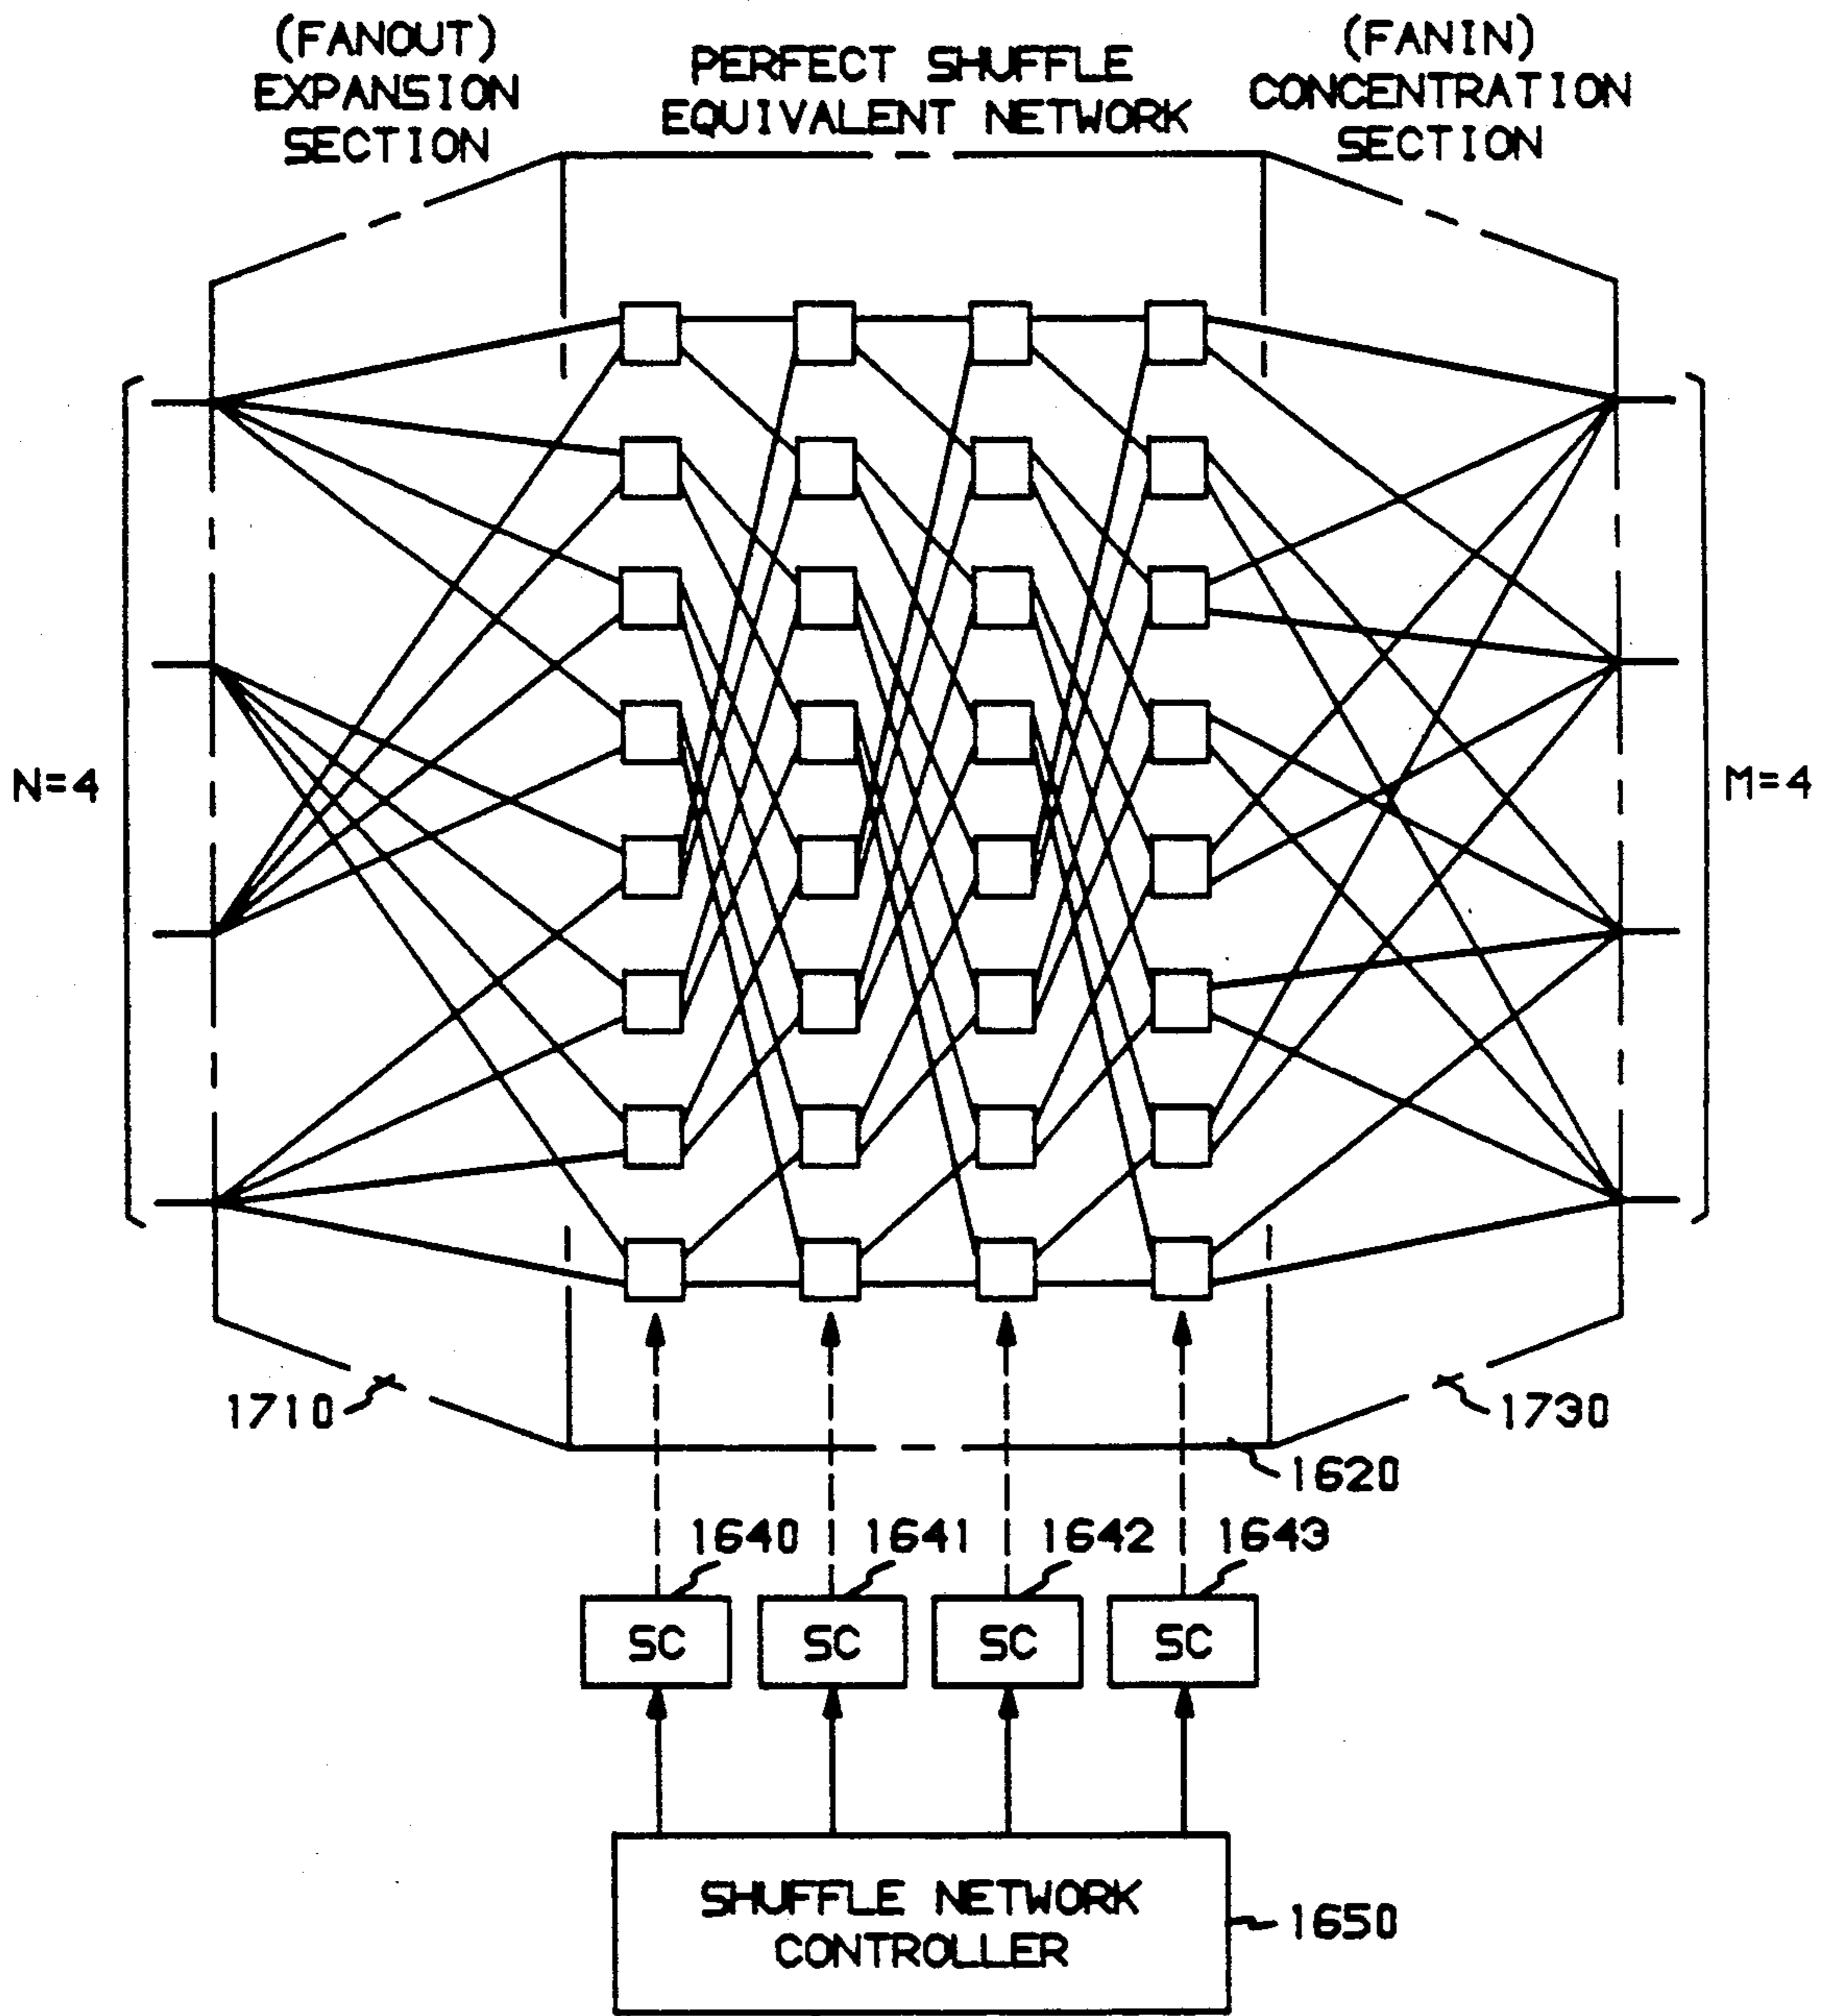 (FANOUT)
EXPANSION
SECTION
PERFECT SHUFFLE
EQUIVALENT NETWORK
(FANIN)
CONCENTRATION
SECTION
N=4
M=4
1710
1730
1620
1640
1641
1642
1643
SC
SC
SC
SC
SHUFFLE NETWORK
CONTROLLER
1650